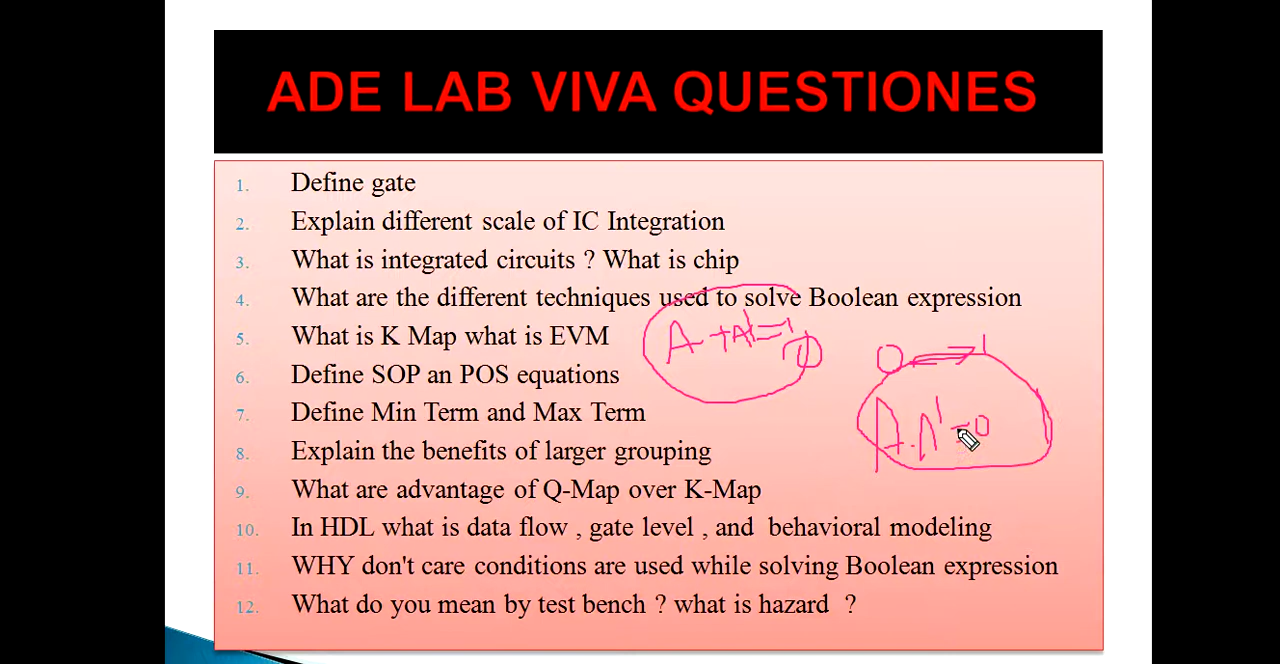 ADE LAB VIVA QUESTIONES
1. Define gate
2. Explain different scale of IC Integration
3. What is integrated circuits ? What is chip
4. What are the different techniques used to solve Boolean expression
5. What is K Map what is EVM
6. Define SOP an POS equations
7. Define Min Term and Max Term
8. Explain the benefits of larger grouping
9. What are advantage of Q-Map over K-Map
10. In HDL what is data flow , gate level , and behavioral modeling
11. WHY don't care conditions are used while solving Boolean expression
12. What do you mean by test bench ? what is hazard ?
A+A'=1
0 1
A.A'=0